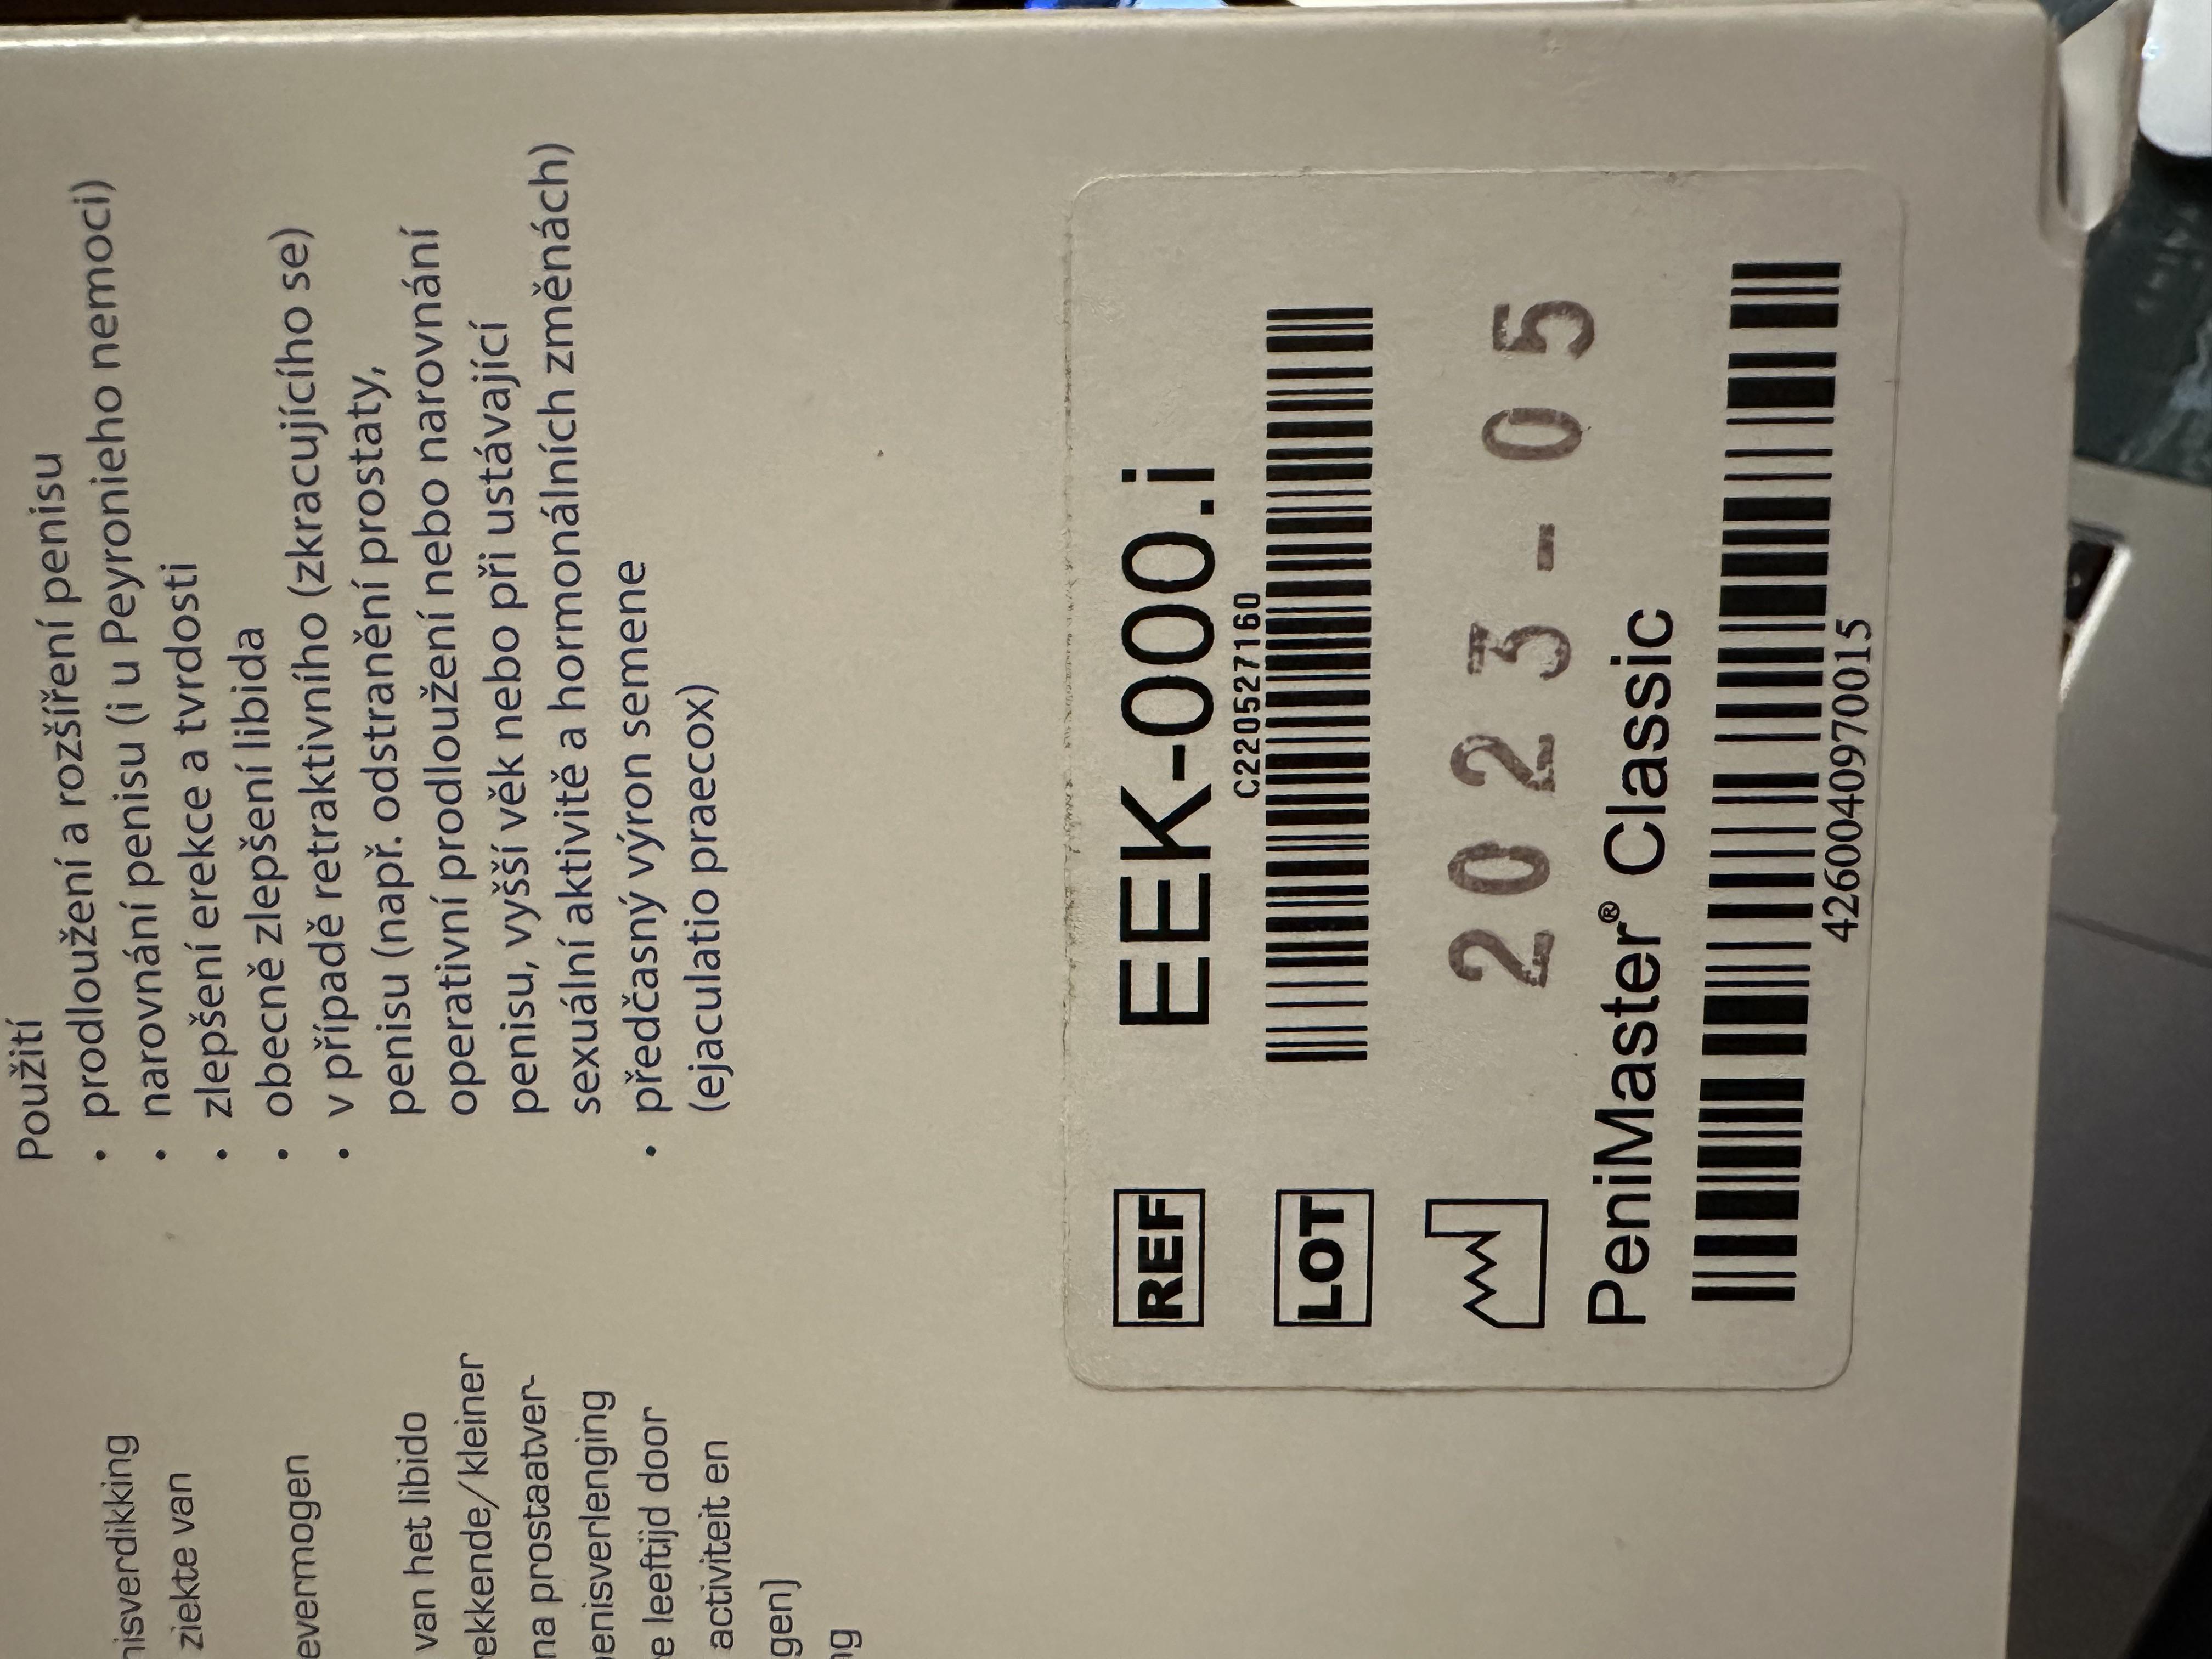 Použití
• prodloužení a rozšíření penisu
• narovnání penisu (i u Peyronieho nemoci)
• zlepšení erekce a tvrdosti
• obecně zlepšení libida
• v případě retraktivního (zkracujícího se)
penisu (např. odstranění prostaty,
operativní prodloužení nebo narovnání
penisu, vyšší věk nebo při ustávající
sexuální aktivitě a hormonálních změnách)
• předčasný výron semene
(ejaculatio praecox)
nisverdikking
ziekte van
evermogen
van het libido
ekkende/kleiner
na prostaatver-
penisverlenging
e leeftijd door
activiteit en
gen)
ng
REF EEK-000.i
C220527160
LOT
2023-05
PeniMaster® Classic
4260040970015